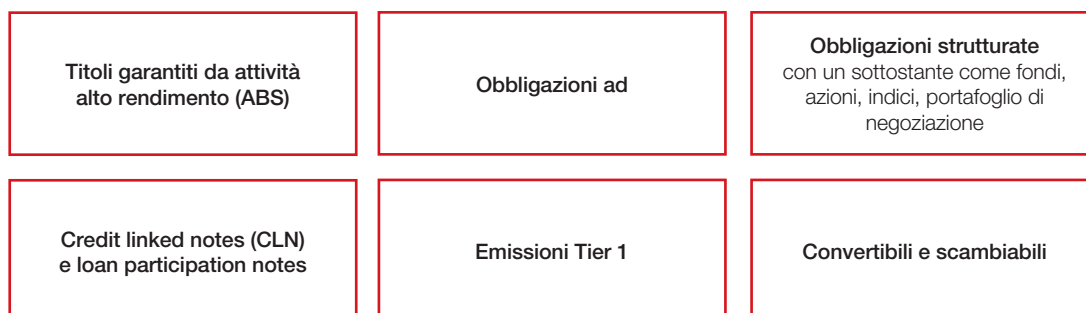 Titoli garantiti da attività
alto rendimento (ABS)
Obbligazioni ad
Obbligazioni strutturate
con un sottostante come fondi,
azioni, indici, portafoglio di
negoziazione
Credit linked notes (CLN)
e loan participation notes
Emissioni Tier 1
Convertibili e scambiabili